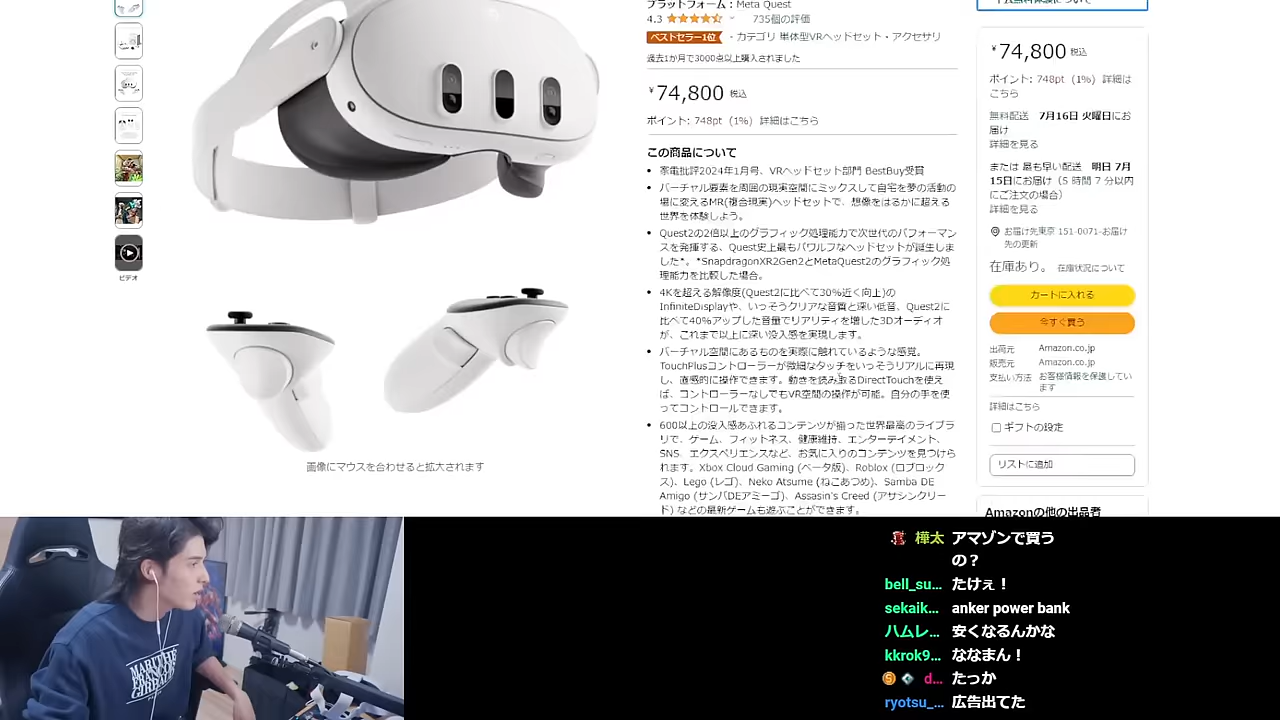 プラットフォーム : Meta Quest
4.3
735個の評価
ベストセラー1位
- カテゴリ 単体型VRヘッドセット・アクセサリ
過去1か月で3000点以上購入されました
¥74,800 税込
ポイント: 748pt (1%) 詳細はこちら
この商品について
家電批評2024年1月号、VRヘッドセット部門 BestBuy受賞
バーチャル要素を周囲の現実空間にミックスして自宅を夢の活動の
場に変えるMR(複合現実)ヘッドセットで、想像をはるかに超える
世界を体験しよう。
Quest2の2倍以上のグラフィック処理能力で次世代のパフォーマン
スを発揮する、Quest史上最もパワルフなヘッドセットが誕生しま
した*。*SnapdragonXR2Gen2とMetaQuest2のグラフィック処
理能力を比較した場合。
4Kを超える解像度(Quest2に比べて30%近く向上)の
InfiniteDisplayや、いっそうクリアな音質と深い低音、Quest2に
比べて40%アップした音量でリアリティを増した3Dオーディオ
が、これまで以上に深い没入感を実現します。
バーチャル空間にあるものを実際に触れているような感覚。
TouchPlusコントローラーが微細なタッチをいっそうリアルに再現
し、直感的に操作できます。動きを読み取るDirectTouchを使え
ば、コントローラーなしでもVR空間の操作が可能。自分の手を使
ってコントロールできます。
600以上の没入感あふれるコンテンツが揃った世界最高のライブラ
リで、ゲーム、フィットネス、健康維持、エンターテイメント、
SNS、エクスペリエンスなど、お気に入りのコンテンツを見つけら
れます。Xbox Cloud Gaming (ベータ版)、Roblox (ロブロック
ス)、Lego (レゴ)、Neko Atsume (ねこあつめ)、Samba DE
Amigo (サンバDEアミーゴ)、Assasin's Creed (アサシンクリー
ド) などの最新ゲームも遊ぶことができます。
ビデオ
画像にマウスを合わせると拡大されます
¥74,800 税込
ポイント: 748pt (1%) 詳細は
こちら
無料配送 7月16日 火曜日にお
届け
詳細を見る
または 最も早い配送 明日 7月
15日にお届け（5 時間 7 分以内
にご注文の場合）
詳細を見る
お届け先東京 151-0071-お届け
先の更新
在庫あり。 在庫状況について
カートに入れる
今すぐ買う
出荷元 Amazon.co.jp
販売元 Amazon.co.jp
支払い方法 お客様情報を保護してい
ます
詳細はこちら
ギフトの設定
リストに追加
Amazonの他の出品者
樺太 アマゾンで買う
の？
bell_su... たけぇ！
sekaik... anker power bank
ハムレ... 安くなるんかな
kkrok9... ななまん！
d... たっか
ryotsu_... 広告出てた